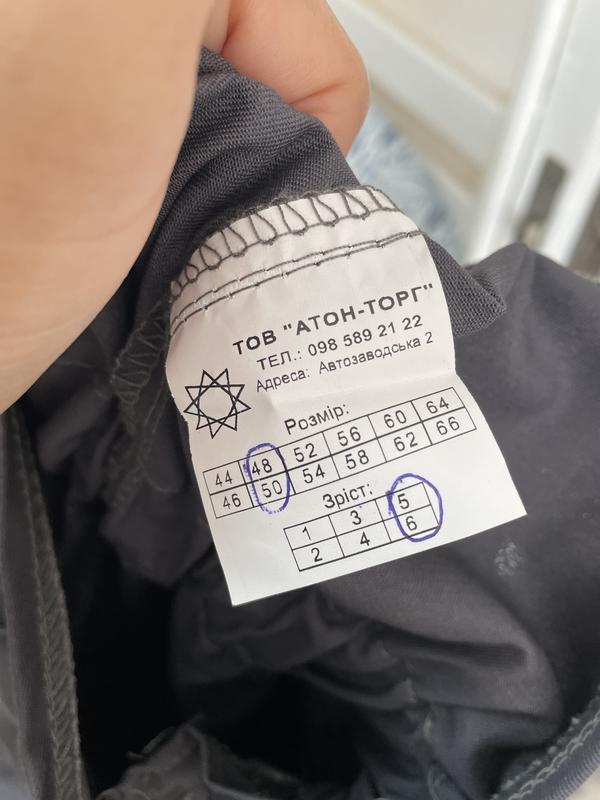 ТОВ "АТОН-ТОРГ"
ТЕЛ.: 098 589 21 22
Адреса: Автозаводська 2
Розмір:
44 48 52 56 60 64
46 50 54 58 62 66
Зріст:
1 3 5
2 4 6